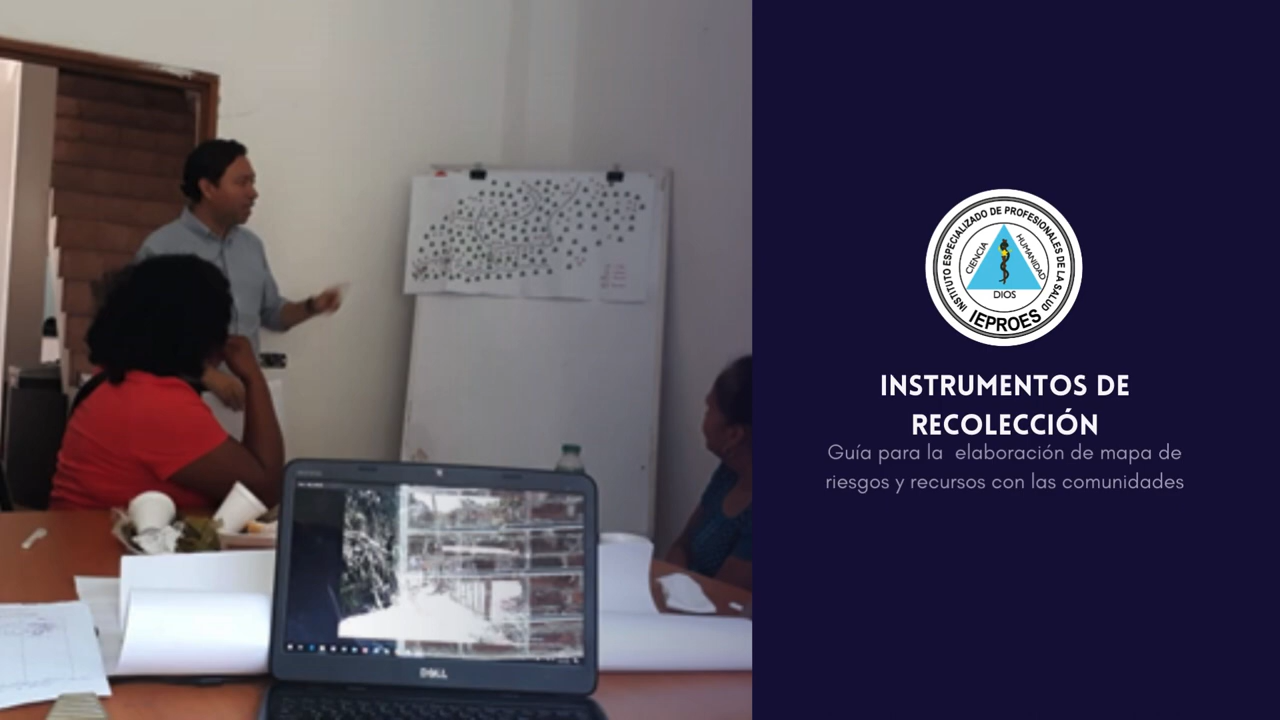 INSTITUTO ESPECIALIZADO DE PROFESIONALES DE LA SALUD
CIENCIA
HUMANIDAD
DIOS
IEPROES
INSTRUMENTOS DE
RECOLECCIÓN
Guía para la  elaboración de mapa de
riesgos y recursos con las comunidades
DELL